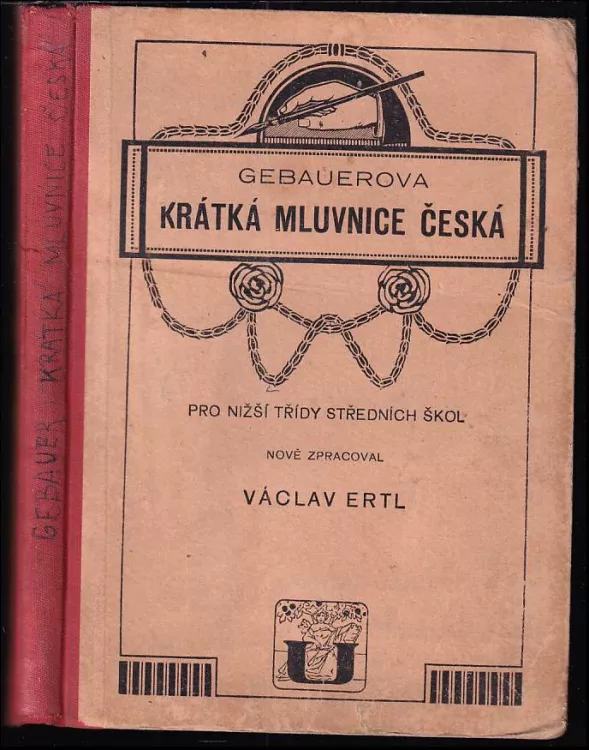 GEBAUEROVA
KRÁTKÁ MLUVNICE ČESKÁ
PRO NIŽŠÍ TŘÍDY STŘEDNÍCH ŠKOL
NOVĚ ZPRACOVAL
VÁCLAV ERTL
U
GEBAUER, KRÁTKÁ MLUVNICE ČESKÁ